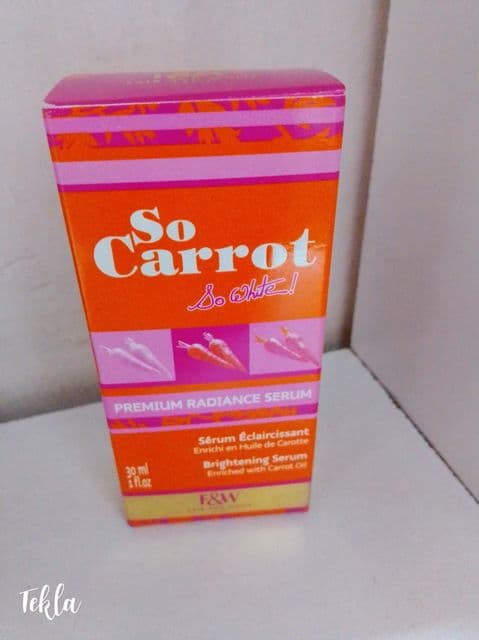 So
Carrot
So White!
PREMIUM RADIANCE SERUM
Sérum Éclaircissant
Enrichi en Huile de Carotte
Brightening Serum
Enriched with Carrot Oil
30 ml
1 fl.oz
F&W
Tekla